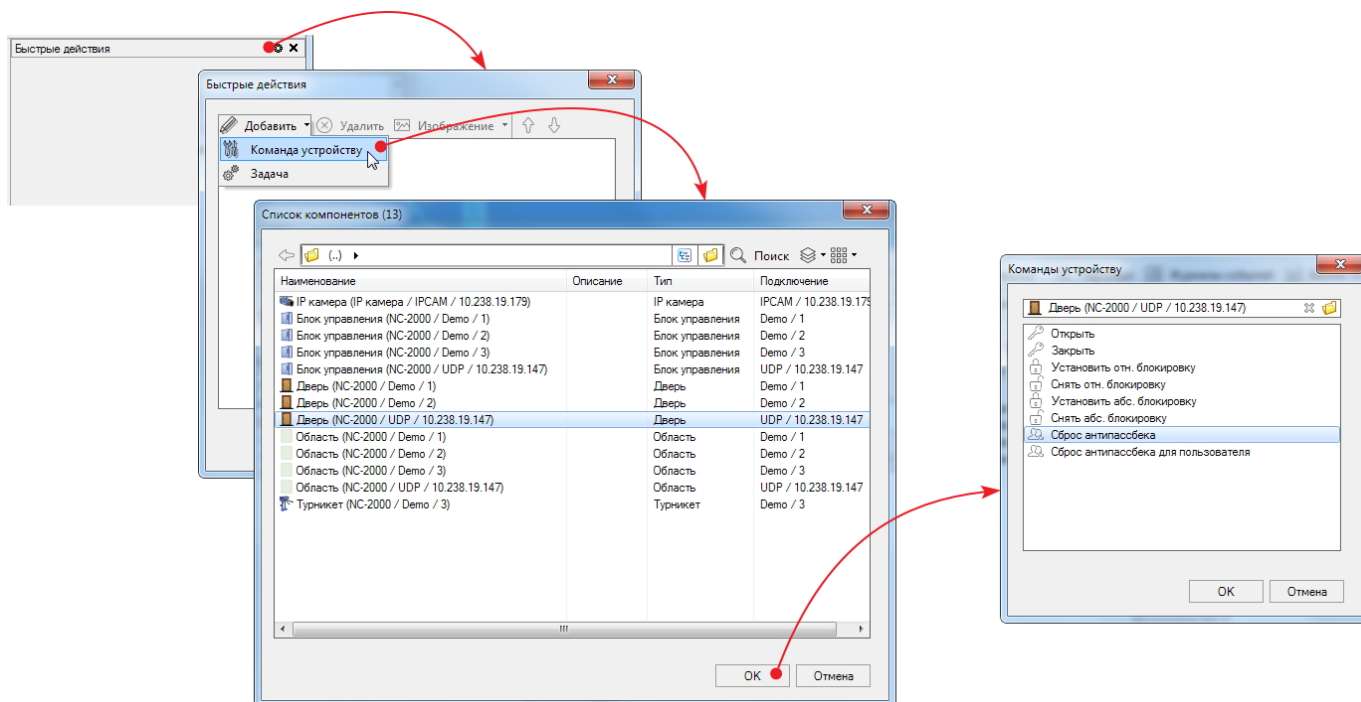 Быстрые действия
Быстрые действия
Добавить Удалить Изображение
Команда устройству
Задача
Список компонентов (13)
(..) Поиск
Наименование Описание Тип Подключение
IP камера (IP камера / IPCAM / 10.238.19.179) IP камера IPCAM / 10.238.19.179
Блок управления (NC-2000 / Demo / 1) Блок управления Demo / 1
Блок управления (NC-2000 / Demo / 2) Блок управления Demo / 2
Блок управления (NC-2000 / Demo / 3) Блок управления Demo / 3
Блок управления (NC-2000 / UDP / 10.238.19.147) Блок управления UDP / 10.238.19.147
Дверь (NC-2000 / Demo / 1) Дверь Demo / 1
Дверь (NC-2000 / Demo / 2) Дверь Demo / 2
Дверь (NC-2000 / UDP / 10.238.19.147) Дверь UDP / 10.238.19.147
Область (NC-2000 / Demo / 1) Область Demo / 1
Область (NC-2000 / Demo / 2) Область Demo / 2
Область (NC-2000 / Demo / 3) Область Demo / 3
Область (NC-2000 / UDP / 10.238.19.147) Область UDP / 10.238.19.147
Турникет (NC-2000 / Demo / 3) Турникет Demo / 3
OK Отмена
Команды устройству
Дверь (NC-2000 / UDP / 10.238.19.147)
Открыть
Закрыть
Установить отн. блокировку
Снять отн. блокировку
Установить абс. блокировку
Снять абс. блокировку
Сброс антипассбека
Сброс антипассбека для пользователя
OK Отмена